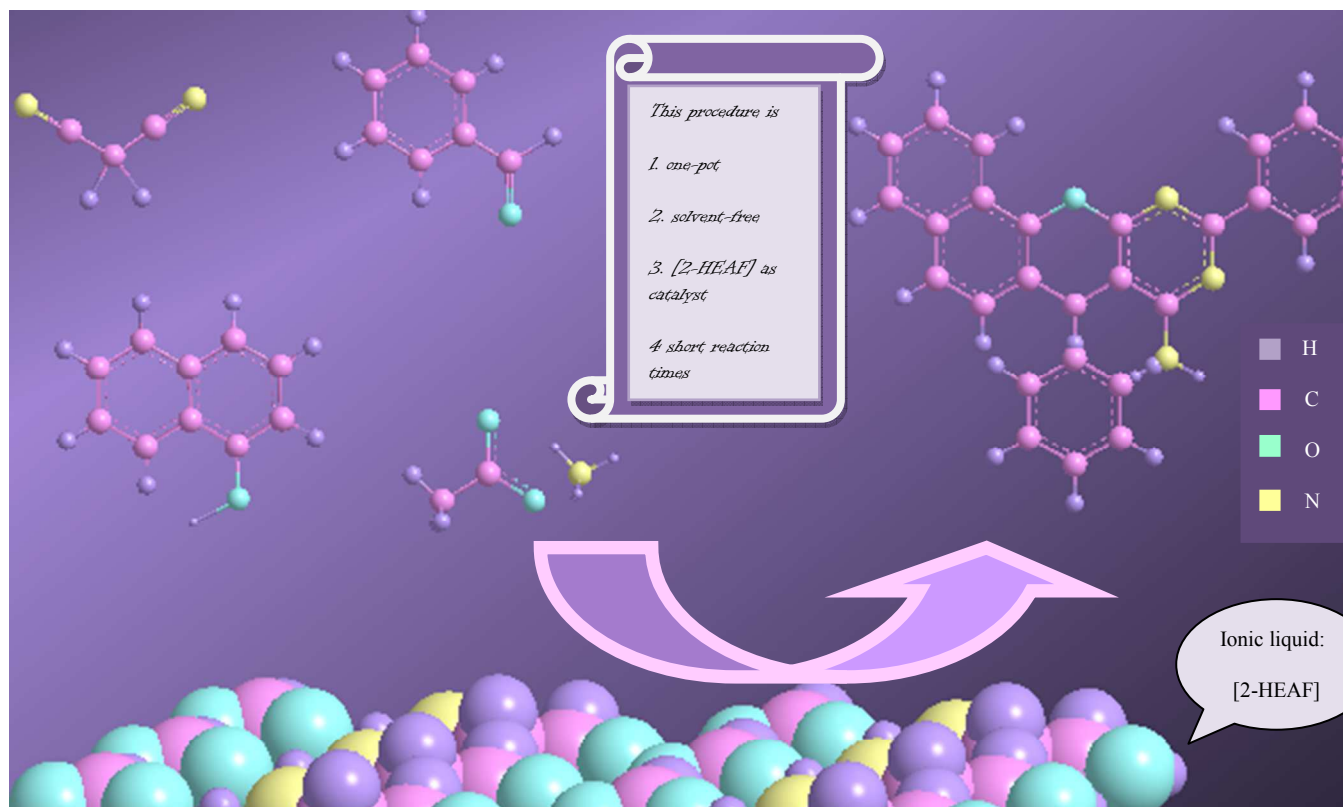 This procedure is
1. one-pot
2. solvent-free
3. [2-HEAF] as
catalyst
4 short reaction
times
H
C
O
N
Ionic liquid:
[2-HEAF]